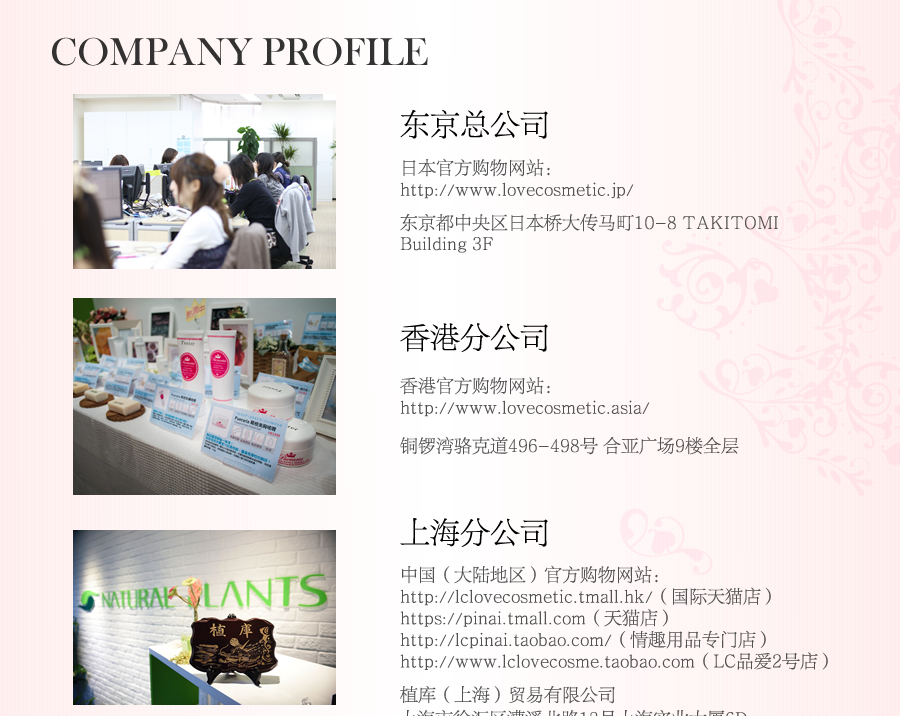 COMPANY PROFILE
东京总公司
日本官方购物网站:
http://www.lovecosmetic.jp/
东京都中央区日本桥大传马町10-8 TAKITOMI
Building 3F
香港分公司
香港官方购物网站:
http://www.lovecosmetic.asia/
铜锣湾骆克道496-498号 合亚广场9楼全层
NATURAL PLANTS
植库
上海分公司
中国（大陆地区）官方购物网站:
http://lclovecosmetic.tmall.hk/（国际天猫店）
https://pinai.tmall.com（天猫店）
http://lcpinai.taobao.com/（情趣用品专门店）
http://www.lclovecosme.taobao.com（LC品爱2号店）
植库（上海）贸易有限公司